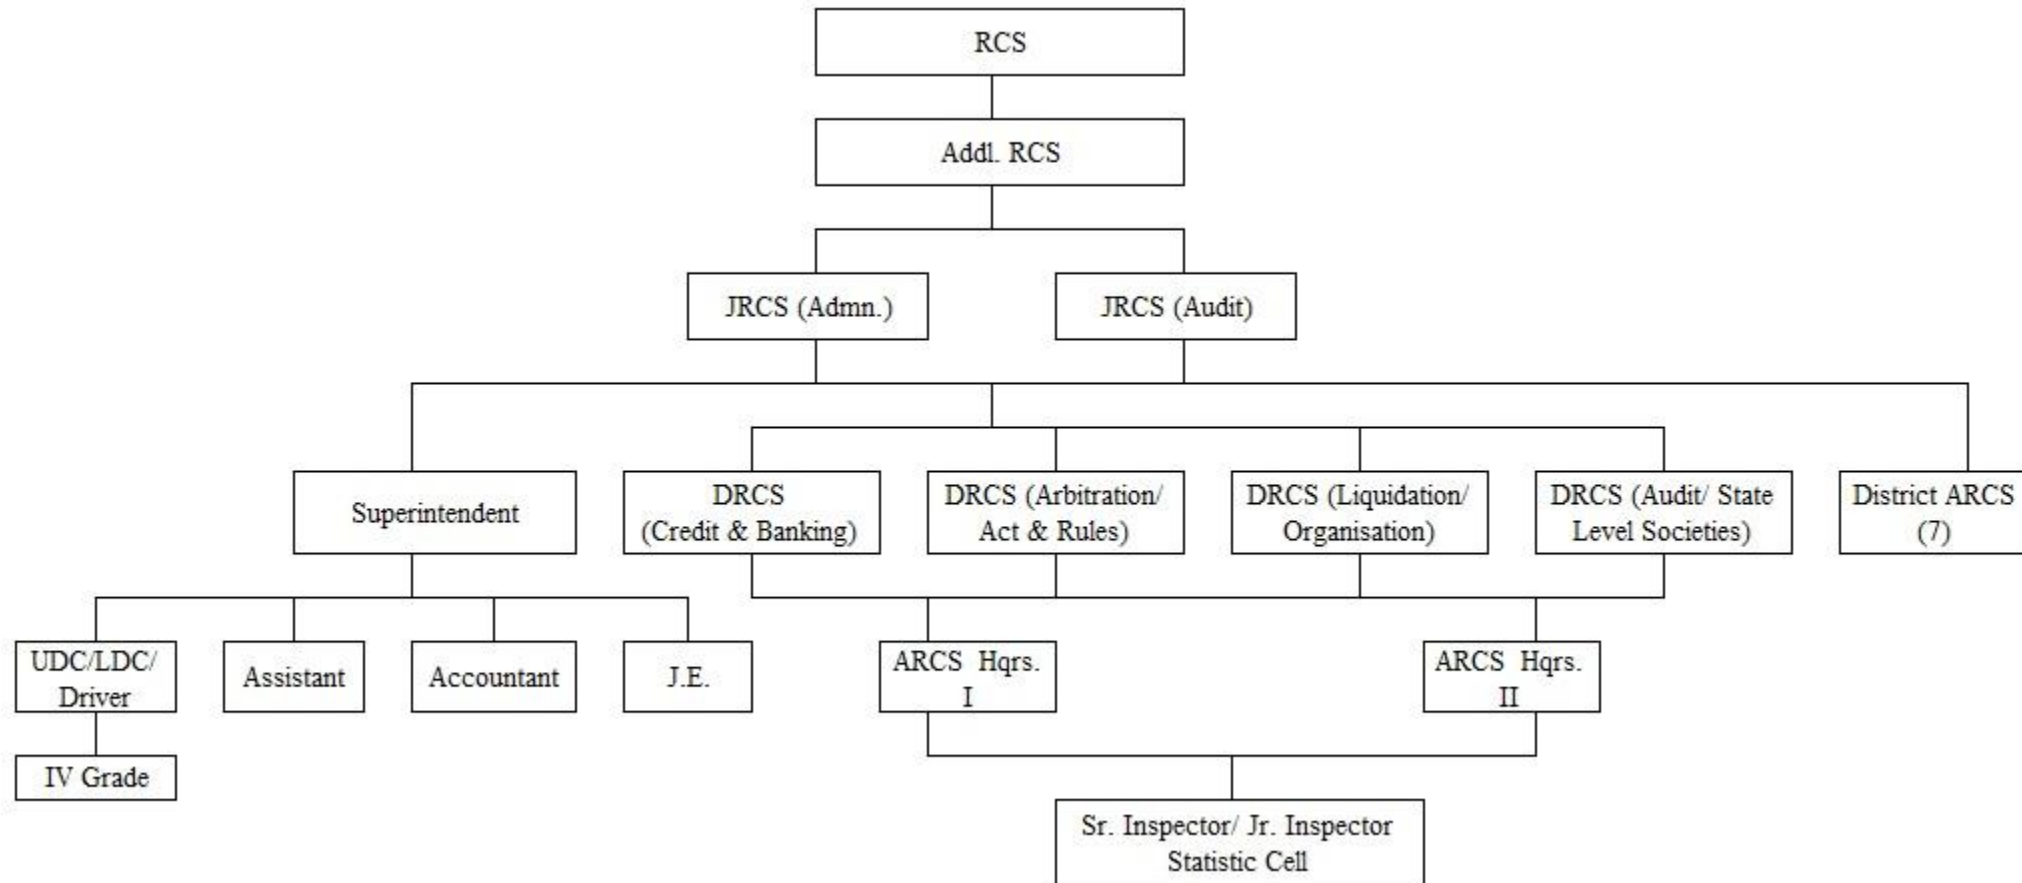 RCS
Addl. RCS
JRCS (Admn.)
JRCS (Audit)
Superintendent
DRCS
(Credit & Banking)
DRCS (Arbitration/
Act & Rules)
DRCS (Liquidation/
Organisation)
DRCS (Audit/ State
Level Societies)
District ARCS
(7)
UDC/LDC/
Driver
Assistant
Accountant
J.E.
ARCS Hqrs.
I
ARCS Hqrs.
II
IV Grade
Sr. Inspector/ Jr. Inspector
Statistic Cell